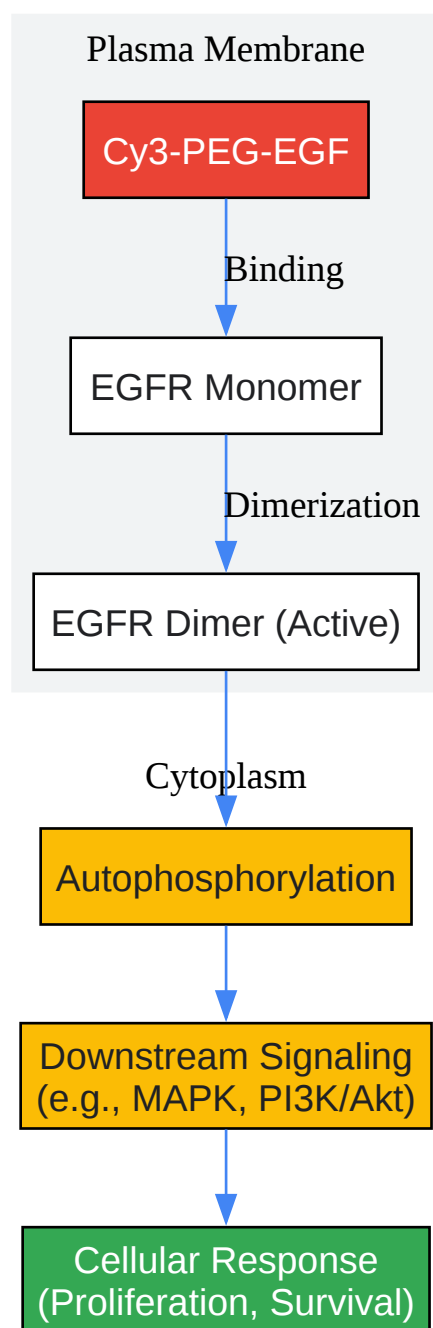 Plasma Membrane
Cy3-PEG-EGF
Binding
EGFR Monomer
Dimerization
EGFR Dimer (Active)
Cytoplasm
Autophosphorylation
Downstream Signaling
(e.g., MAPK, PI3K/Akt)
Cellular Response
(Proliferation, Survival)